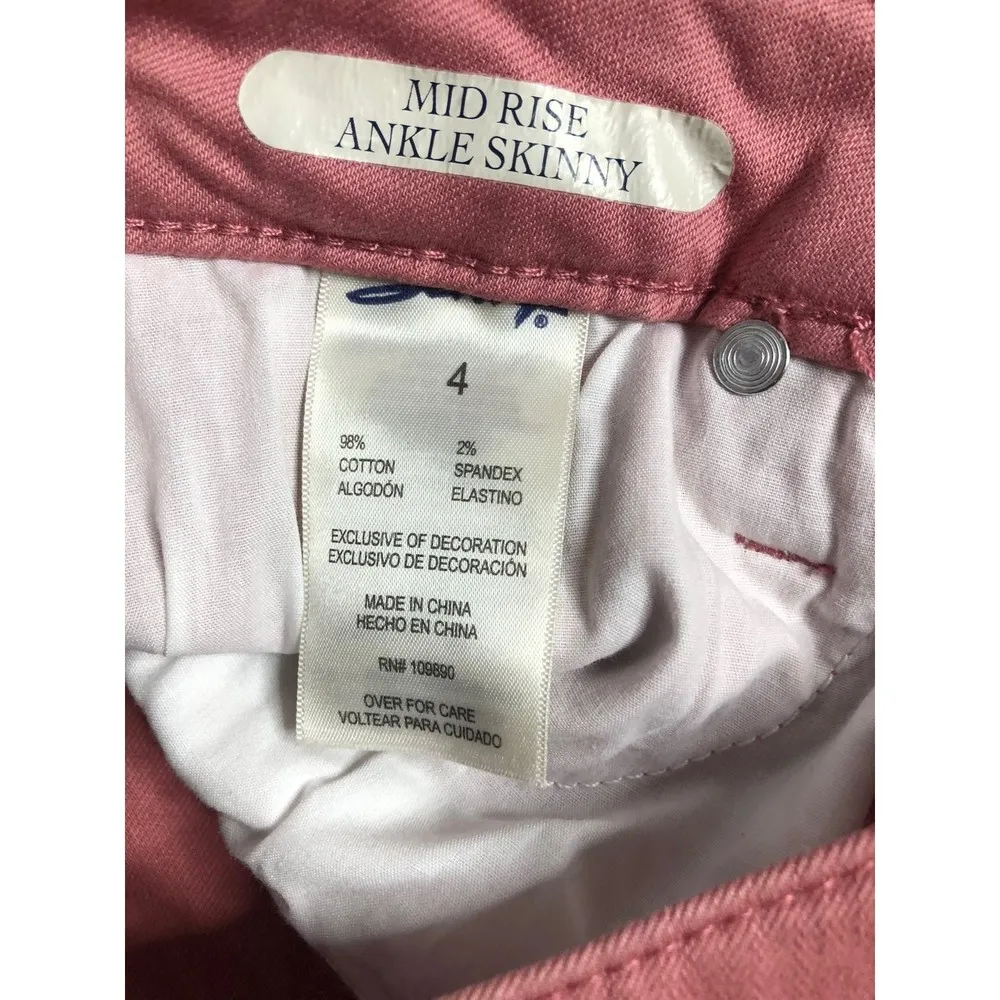 MID RISE
ANKLE SKINNY
®
4
98% 2%
COTTON SPANDEX
ALGODÓN ELASTINO
EXCLUSIVE OF DECORATION
EXCLUSIVO DE DECORACIÓN
MADE IN CHINA
HECHO EN CHINA
RN# 109890
OVER FOR CARE
VOLTEAR PARA CUIDADO